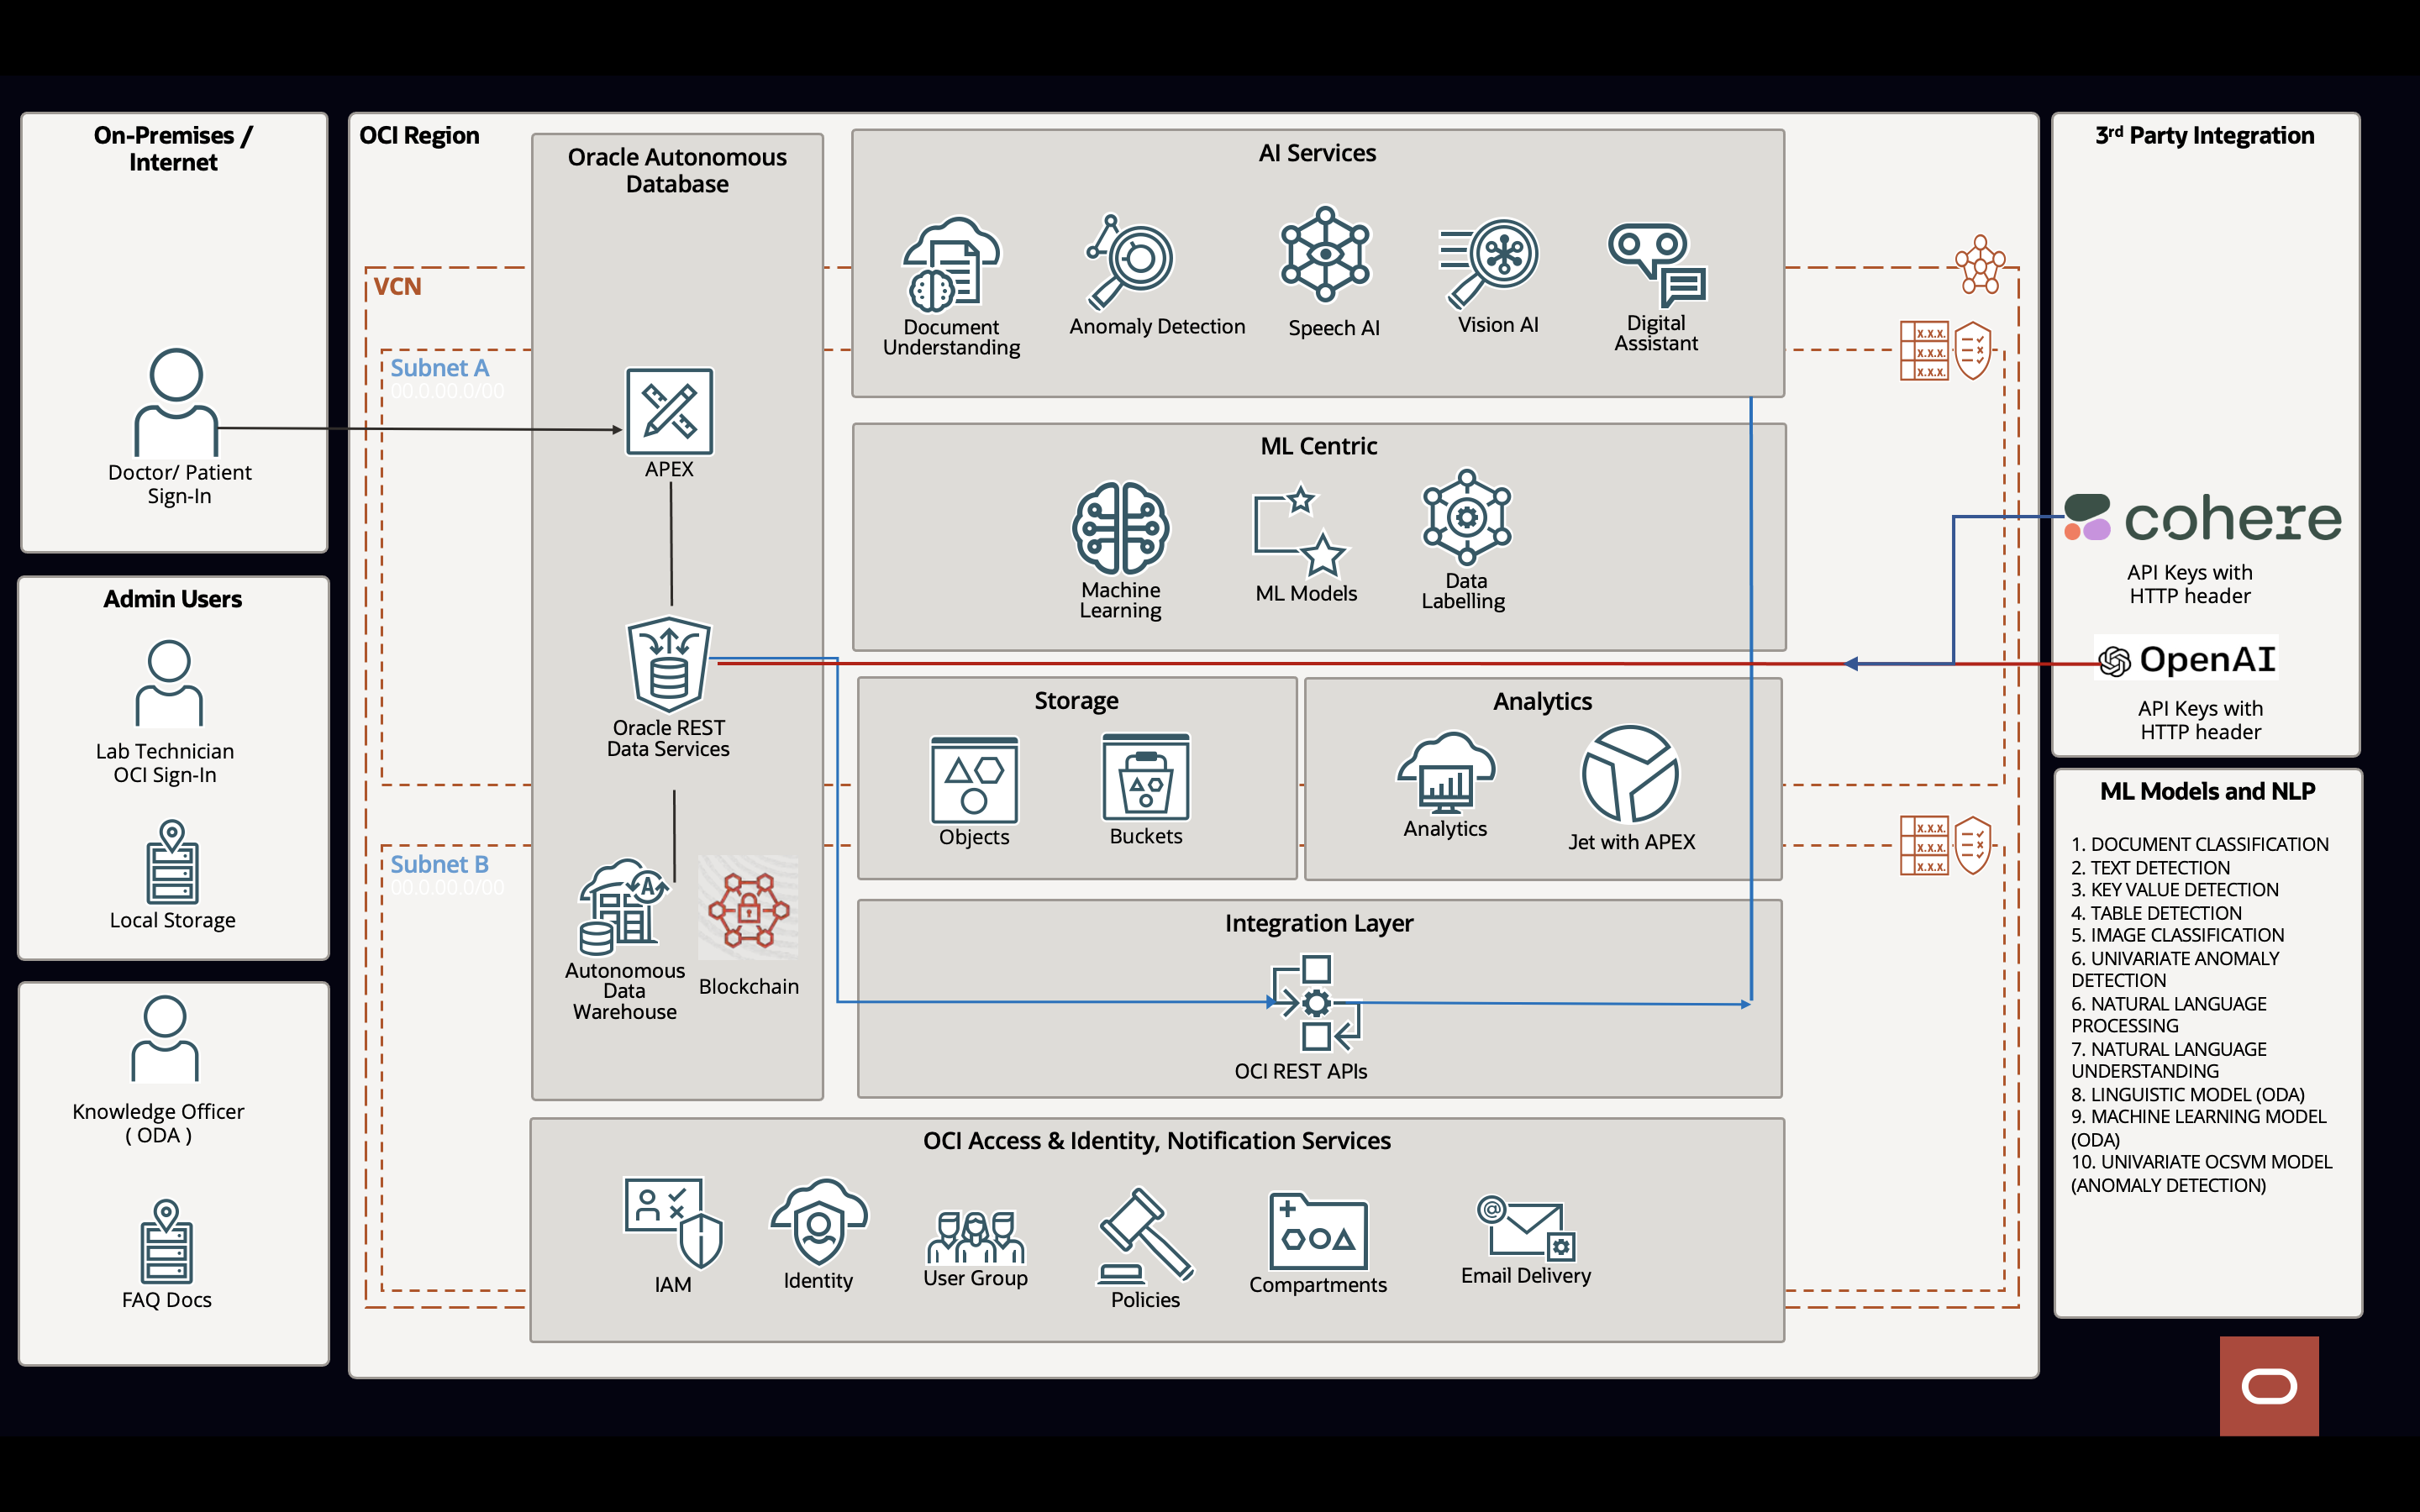 On-Premises /
Internet
Doctor/ Patient
Sign-In
Admin Users
Lab Technician
OCI Sign-In
Local Storage
Knowledge Officer
( ODA )
FAQ Docs
OCI Region
VCN
Subnet A
00.0.00.0/00
Subnet B
00.0.00.0/00
Oracle Autonomous
Database
APEX
Oracle REST
Data Services
A
Autonomous
Data
Warehouse
Blockchain
AI Services
Document
Understanding
Anomaly Detection
Speech AI
Vision AI
Digital
Assistant
ML Centric
Machine
Learning
ML Models
Data
Labelling
Storage
Objects
Buckets
Analytics
Analytics
Jet with APEX
Integration Layer
OCI REST APIs
OCI Access & Identity, Notification Services
IAM
Identity
User Group
Policies
Compartments
@
Email Delivery
X.X.X.
X.X.X.
X.X.X.
X.X.X.
X.X.X.
X.X.X.
3rd Party Integration
cohere
API Keys with
HTTP header
OpenAI
API Keys with
HTTP header
ML Models and NLP
1. DOCUMENT CLASSIFICATION
2. TEXT DETECTION
3. KEY VALUE DETECTION
4. TABLE DETECTION
5. IMAGE CLASSIFICATION
6. UNIVARIATE ANOMALY
DETECTION
6. NATURAL LANGUAGE
PROCESSING
7. NATURAL LANGUAGE
UNDERSTANDING
8. LINGUISTIC MODEL (ODA)
9. MACHINE LEARNING MODEL
(ODA)
10. UNIVARIATE OCSVM MODEL
(ANOMALY DETECTION)